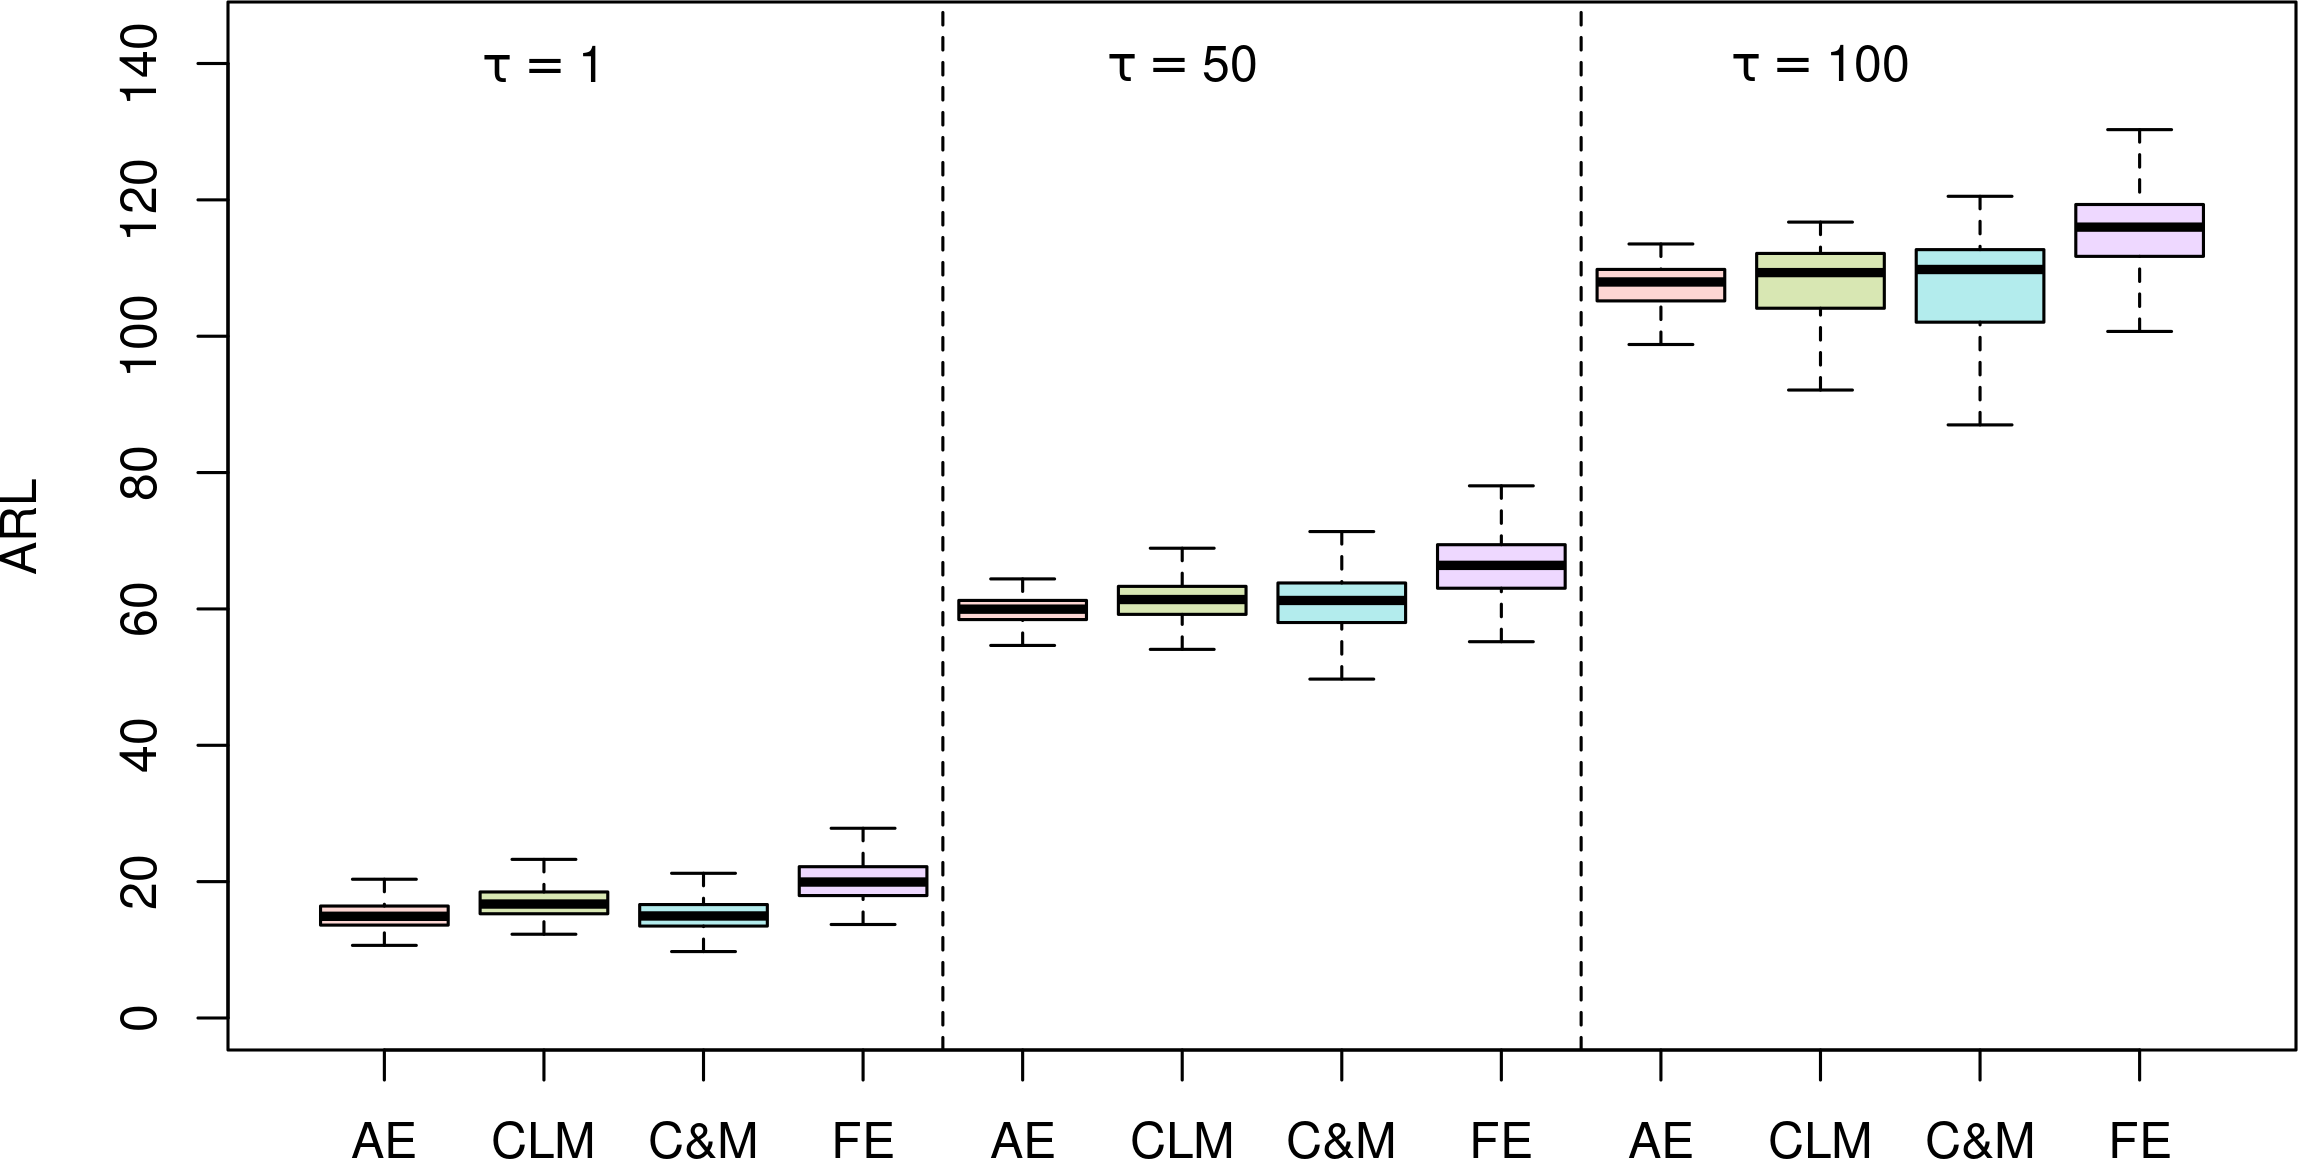 τ = 1
τ = 50
τ = 100
140
120
100
80
60
40
20
0
ARL
AE CLM C&M FE AE CLM C&M FE AE CLM C&M FE